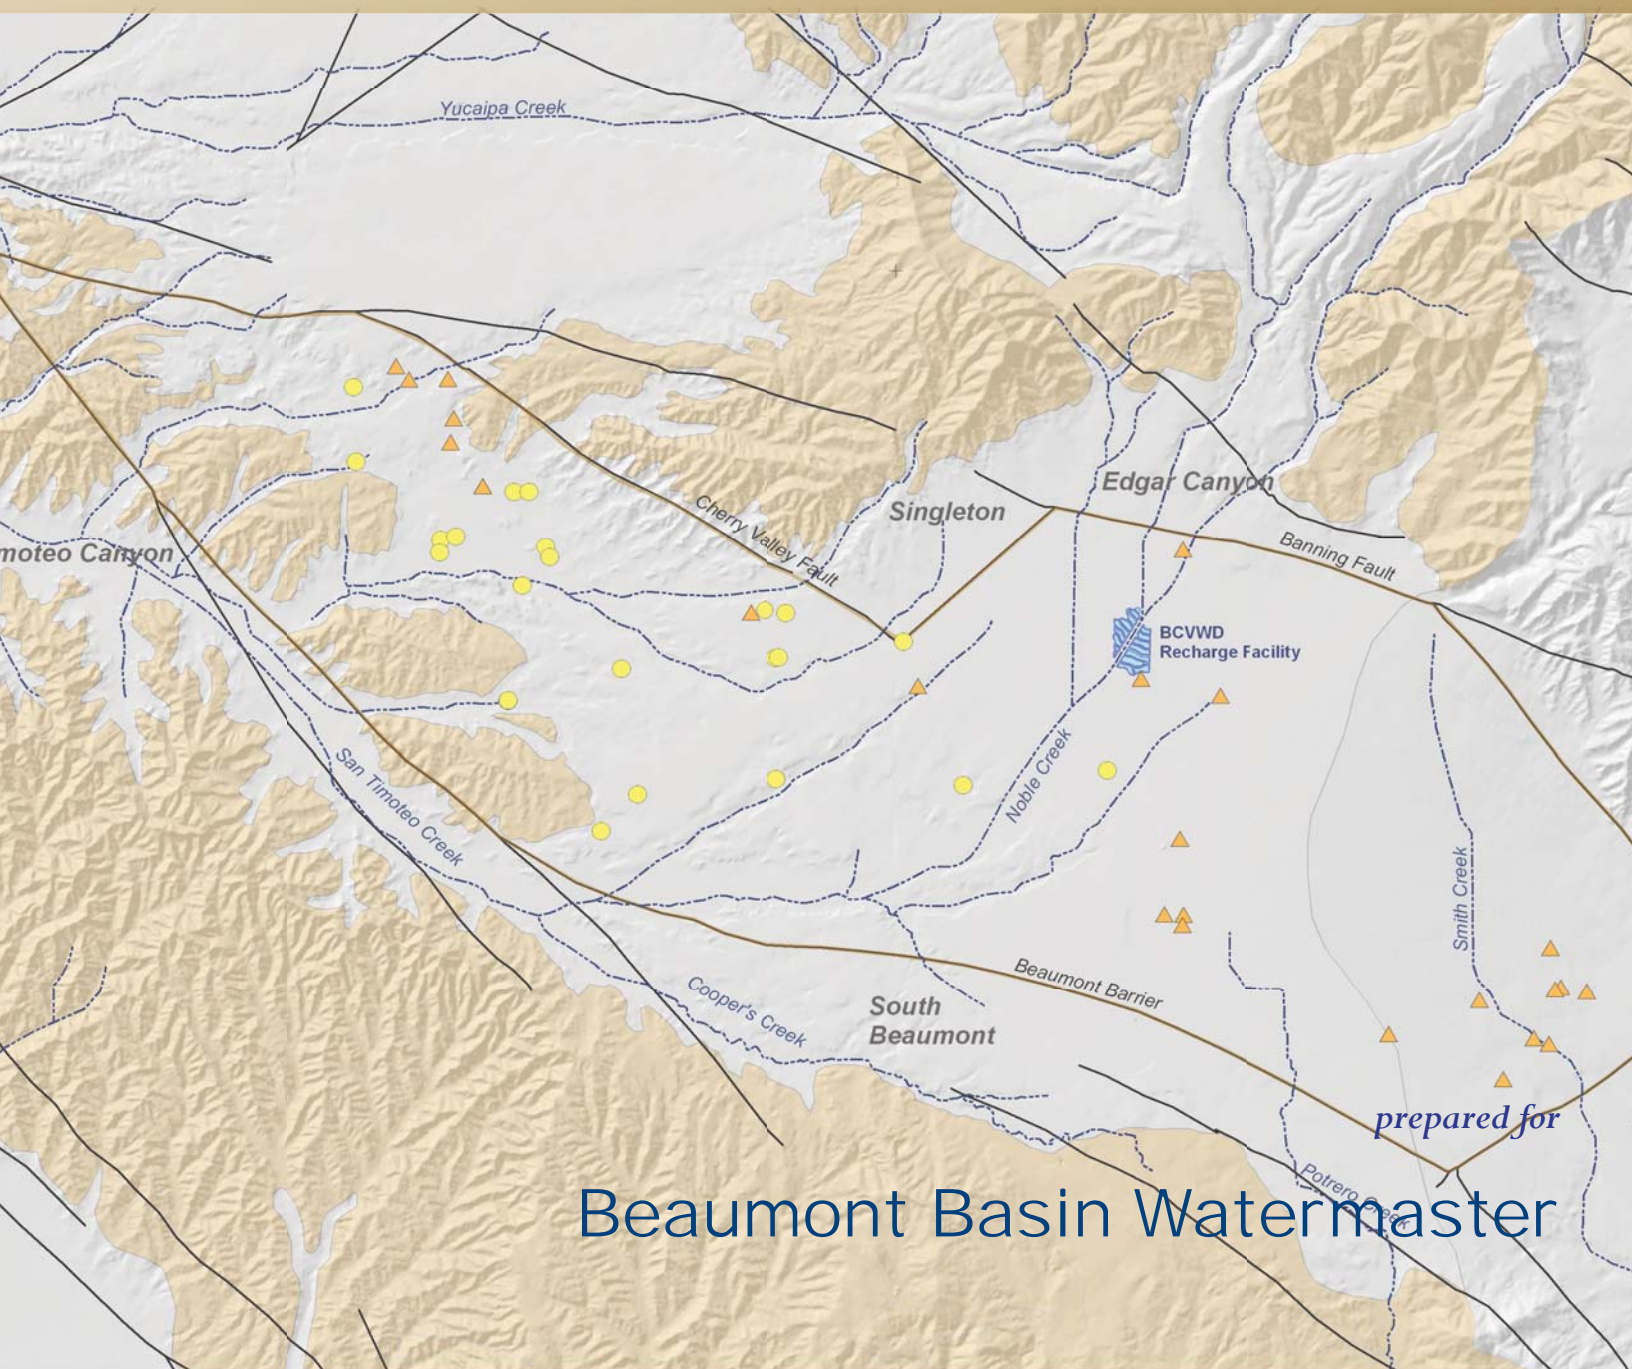 Yucaipa Creek
Edgar Canyon
Singleton
Cherry Valley Fault
Banning Fault
moteo Canyon
BCVWD
Recharge Facility
Noble Creek
San Timoteo Creek
Smith Creek
Beaumont Barrier
Cooper's Creek
South
Beaumont
prepared for
Potrero Creek
Beaumont Basin Watermaster